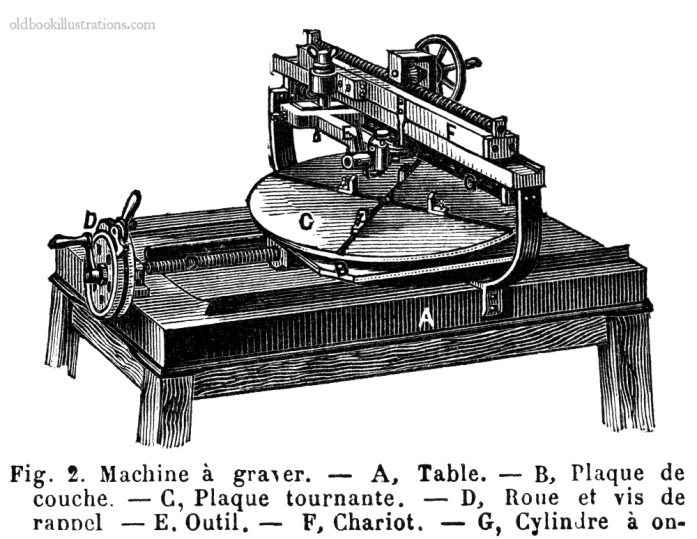 oldbookillustrations.com
D
F
E
G
C
B
A
Fig. 2. Machine à graver. — A, Table. — B, Plaque de
couche. — C, Plaque tournante. — D, Roue et vis de
rappel — E. Outil. — F, Chariot. — G, Cylindre à on-